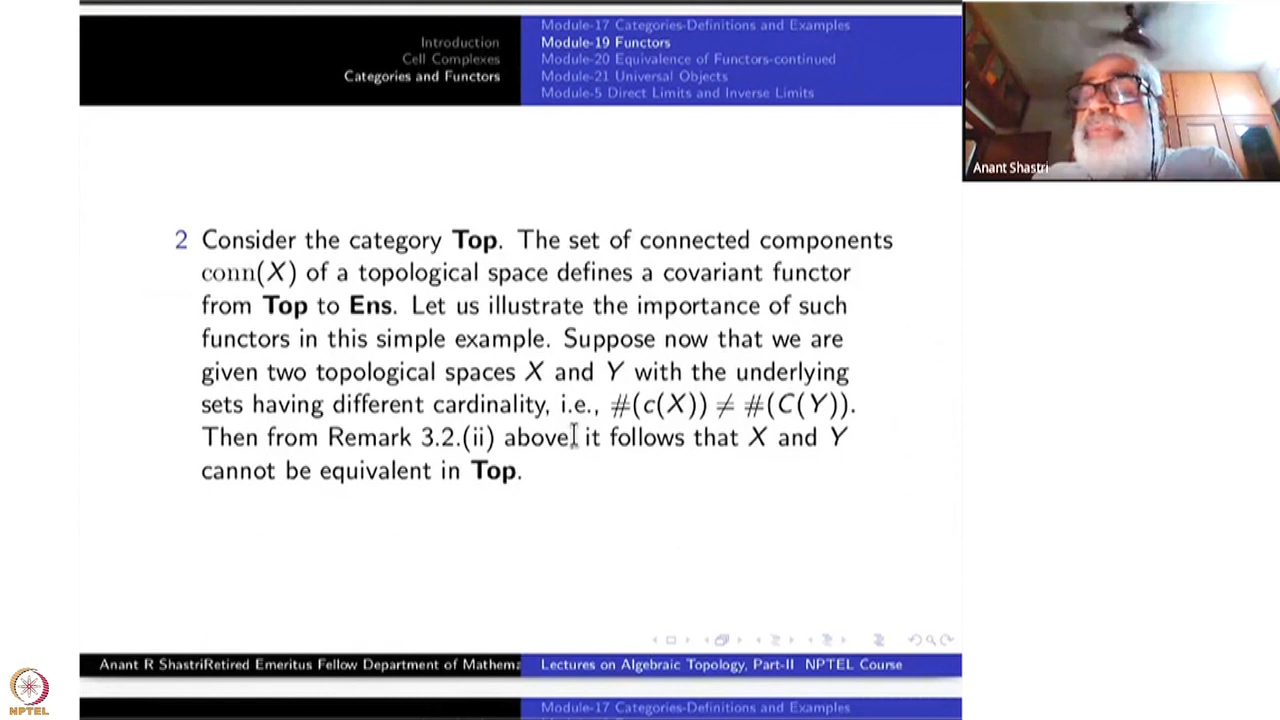 Introduction
Cell Complexes
Categories and Functors
Module-17 Categories-Definitions and Examples
Module-19 Functors
Module-20 Equivalence of Functors-continued
Module-21 Universal Objects
Module-5 Direct Limits and Inverse Limits
Anant Shastri
2 Consider the category Top. The set of connected components
conn(X) of a topological space defines a covariant functor
from Top to Ens. Let us illustrate the importance of such
functors in this simple example. Suppose now that we are
given two topological spaces X and Y with the underlying
sets having different cardinality, i.e., #(c(X)) ≠ #(C(Y)).
Then from Remark 3.2.(ii) above it follows that X and Y
cannot be equivalent in Top.
Anant R ShastriRetired Emeritus Fellow Department of Mathema
Lectures on Algebraic Topology, Part-II NPTEL Course
NPTEL
Module-17 Categories-Definitions and Examples